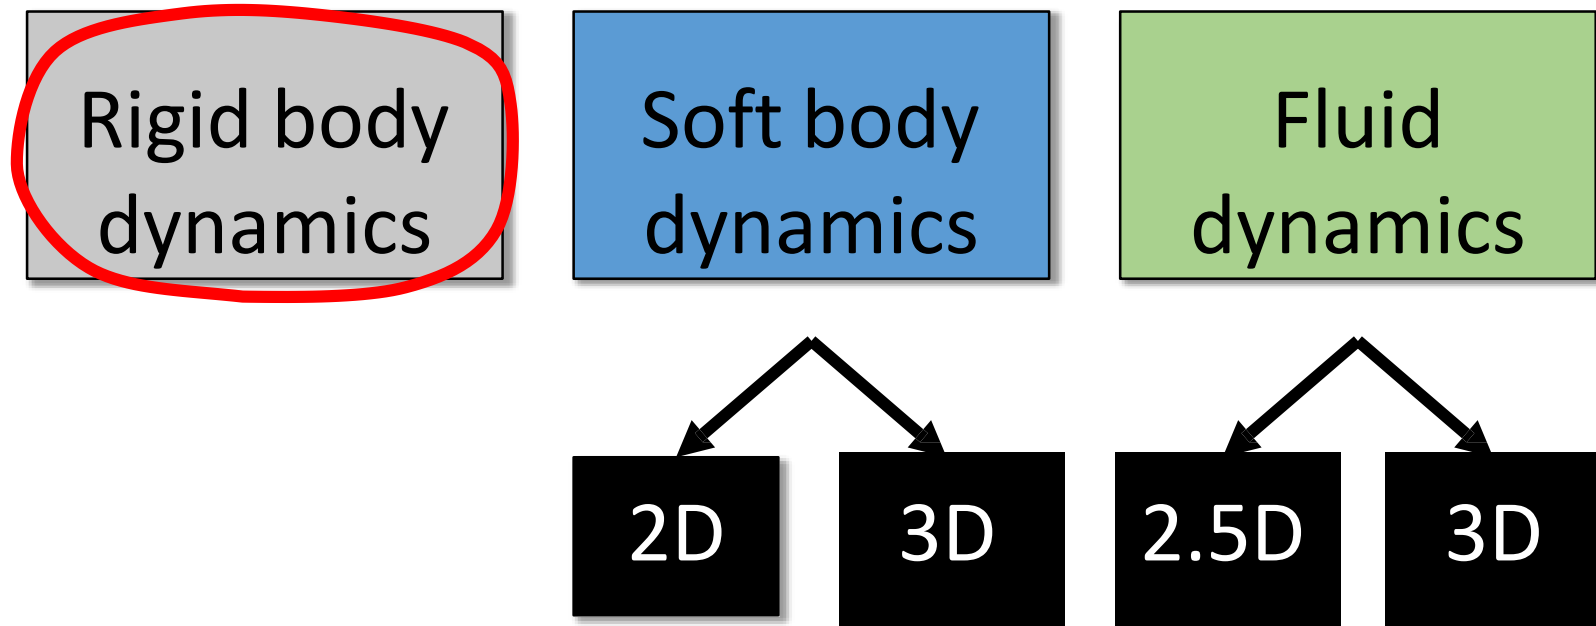 Rigid body
dynamics
Soft body
dynamics
Fluid
dynamics
2D
3D
2.5D
3D